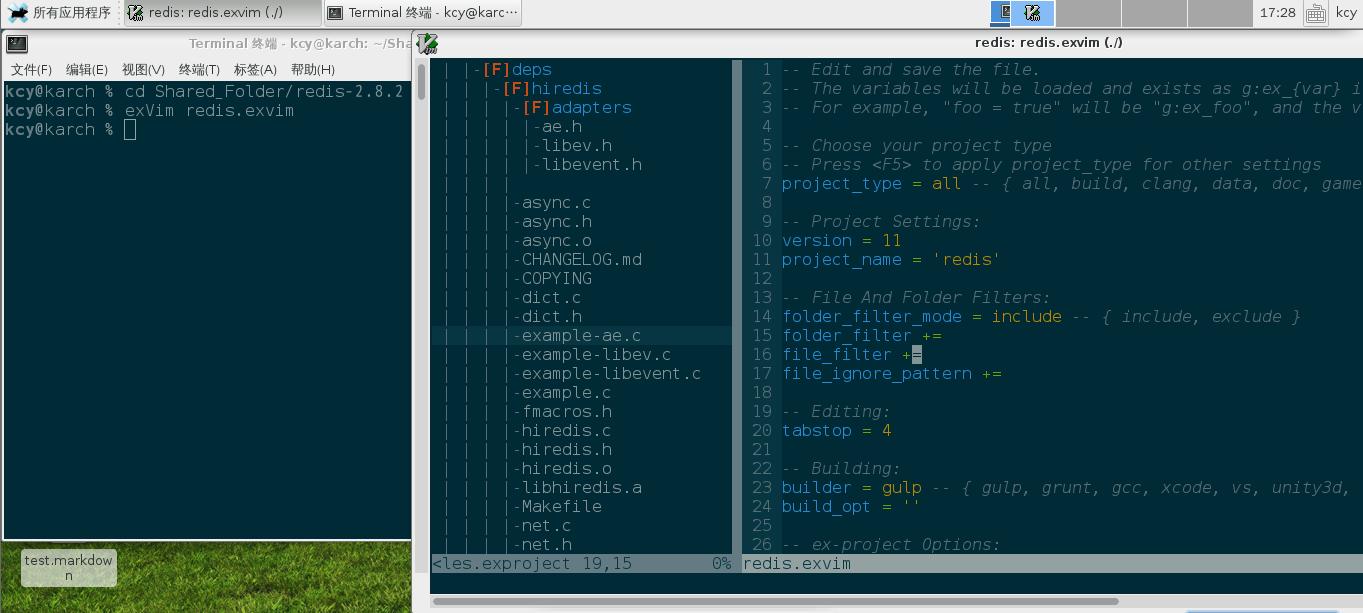 所有应用程序
redis: redis.exvim (./)
Terminal 终端 - kcy@karc…
17:28
kcy
Terminal 终端 - kcy@karch: ~/Sha
文件(F) 编辑(E) 视图(V) 终端(T) 标签(A) 帮助(H)
kcy@karch % cd Shared_Folder/redis-2.8.2
kcy@karch % exVim redis.exvim
kcy@karch %
test.markdow
n
redis: redis.exvim (./)
| |-[F]deps
| | |-[F]hiredis
| | | |-[F]adapters
| | | | |-ae.h
| | | | |-libev.h
| | | | |-libevent.h
| | | | |
| | | |-async.c
| | | |-async.h
| | | |-async.o
| | | |-CHANGELOG.md
| | | |-COPYING
| | | |-dict.c
| | | |-dict.h
| | | |-example-ae.c
| | | |-example-libev.c
| | | |-example-libevent.c
| | | |-example.c
| | | |-fmacros.h
| | | |-hiredis.c
| | | |-hiredis.h
| | | |-hiredis.o
| | | |-libhiredis.a
| | | |-Makefile
| | | |-net.c
| | | |-net.h
<les.exproject 19,15 0%
1 -- Edit and save the file.
2 -- The variables will be loaded and exists as g:ex_{var} i
3 -- For example, "foo = true" will be "g:ex_foo", and the v
4
5 -- Choose your project type
6 -- Press <F5> to apply project_type for other settings
7 project_type = all -- { all, build, clang, data, doc, game
8
9 -- Project Settings:
10 version = 11
11 project_name = 'redis'
12
13 -- File And Folder Filters:
14 folder_filter_mode = include -- { include, exclude }
15 folder_filter +=
16 file_filter +=
17 file_ignore_pattern +=
18
19 -- Editing:
20 tabstop = 4
21
22 -- Building:
23 builder = gulp -- { gulp, grunt, gcc, xcode, vs, unity3d,
24 build_opt = ''
25
26 -- ex-project Options:
redis.exvim